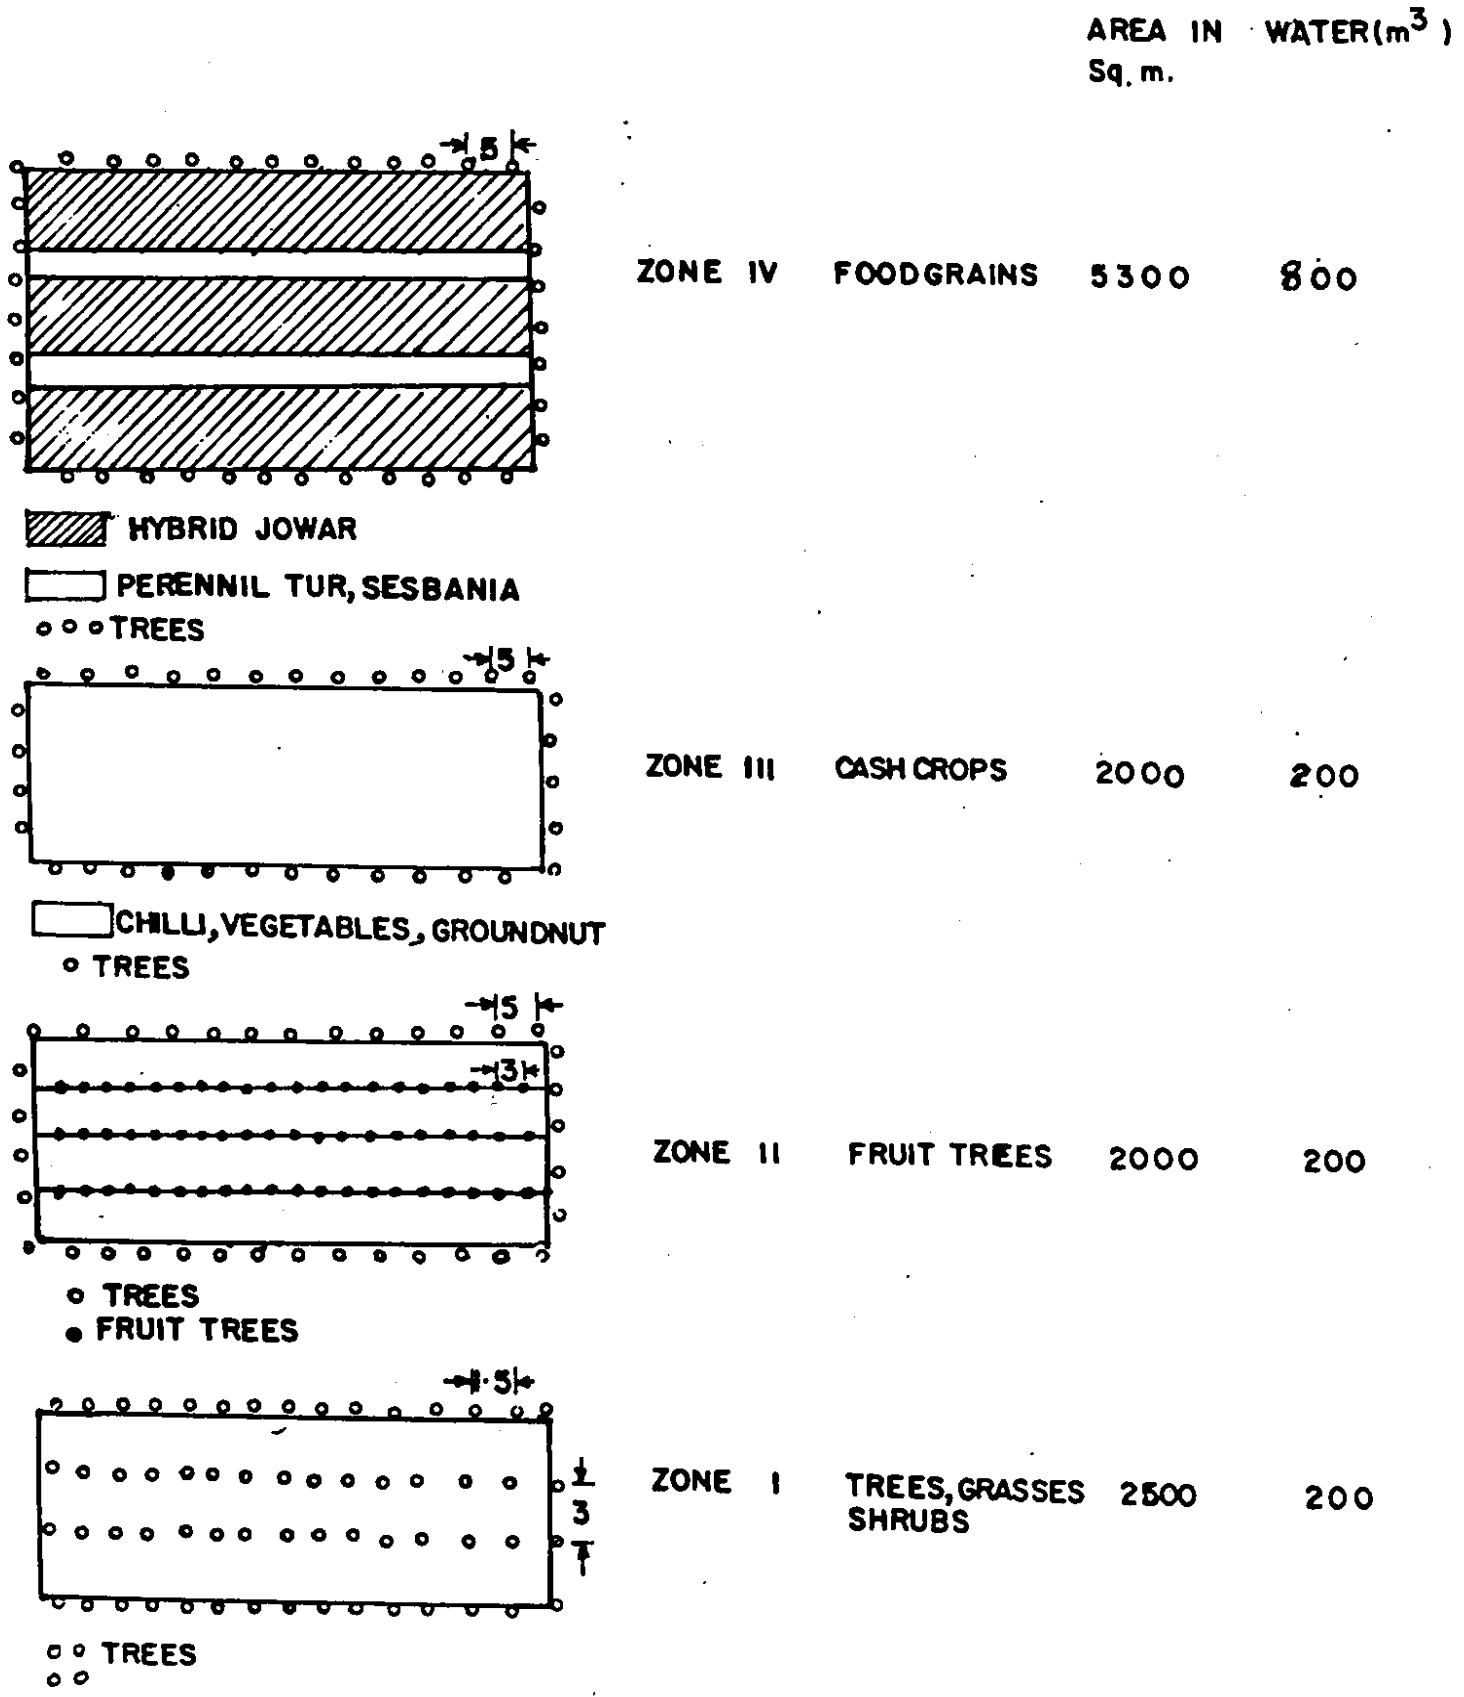 AREA IN WATER(m³)
Sq. m.
5
ZONE IV FOODGRAINS 5300 800
HYBRID JOWAR
PERENNIL TUR, SESBANIA
TREES
5
ZONE III CASH CROPS 2000 200
CHILLI, VEGETABLES, GROUNDNUT
TREES
5
3
ZONE II FRUIT TREES 2000 200
TREES
FRUIT TREES
5
ZONE I TREES, GRASSES 2500 200
SHRUBS
3
TREES